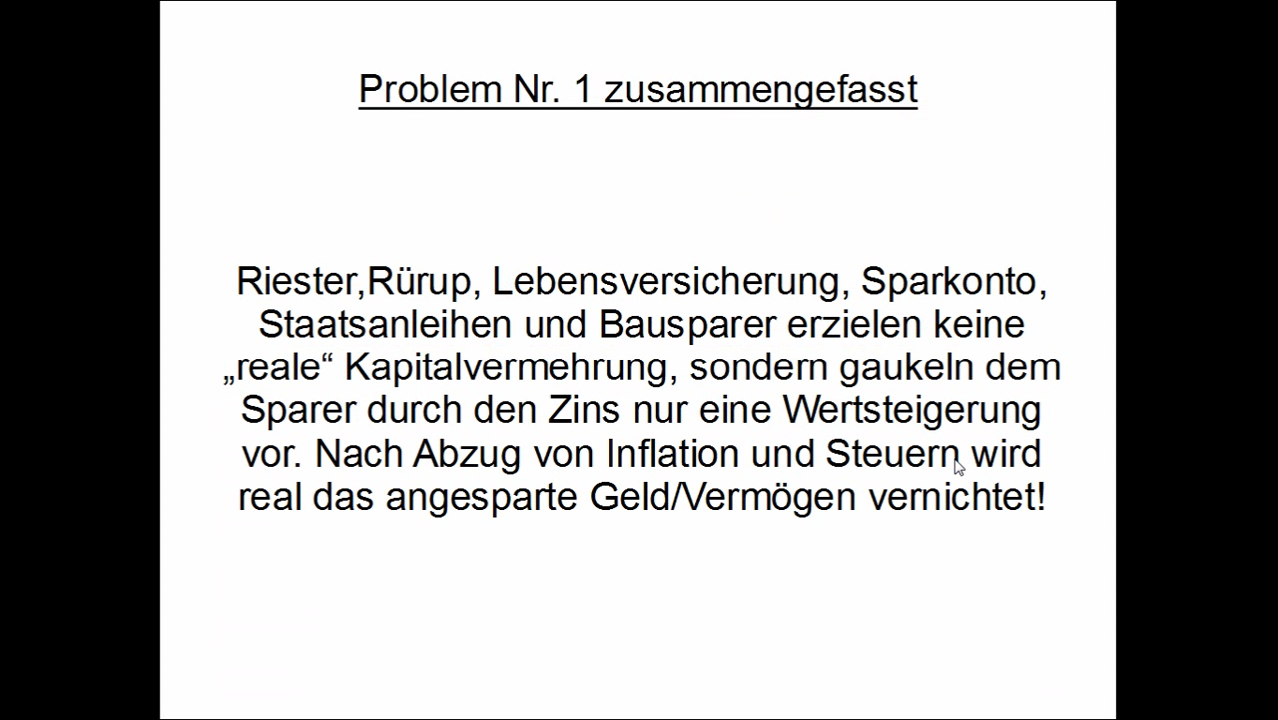 Problem Nr. 1 zusammengefasst
Riester,Rürup, Lebensversicherung, Sparkonto,
Staatsanleihen und Bausparer erzielen keine
„reale“ Kapitalvermehrung, sondern gaukeln dem
Sparer durch den Zins nur eine Wertsteigerung
vor. Nach Abzug von Inflation und Steuern wird
real das angesparte Geld/Vermögen vernichtet!